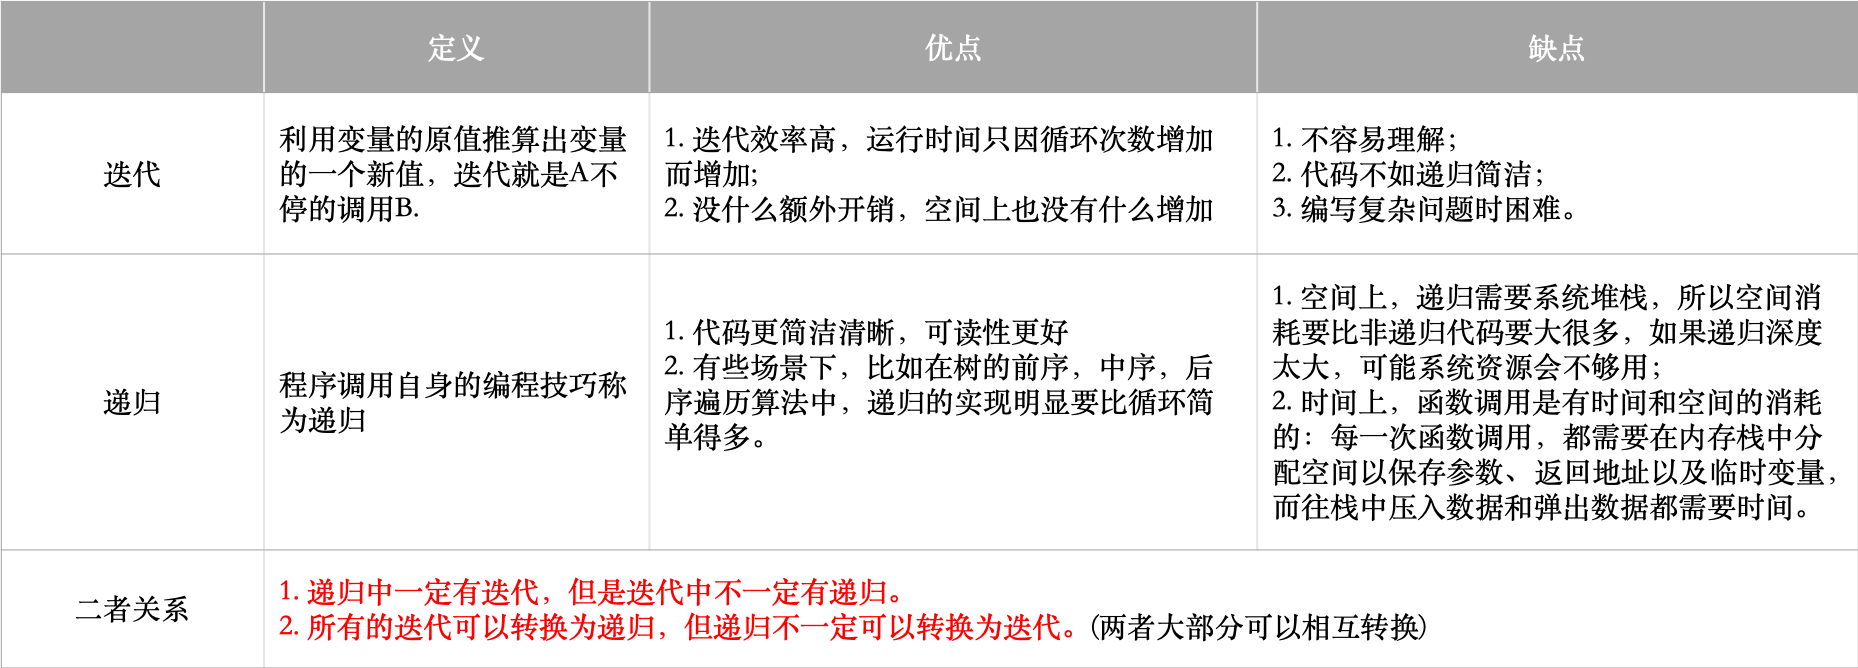 定义
优点
缺点
迭代
利用变量的原值推算出变量
的一个新值，迭代就是A不
停的调用B.
1. 迭代效率高，运行时间只因循环次数增加
而增加;
2. 没什么额外开销，空间上也没有什么增加
1. 不容易理解；
2. 代码不如递归简洁；
3. 编写复杂问题时困难。
递归
程序调用自身的编程技巧称
为递归
1. 代码更简洁清晰，可读性更好
2. 有些场景下，比如在树的前序，中序，后
序遍历算法中，递归的实现明显要比循环简
单得多。
1. 空间上，递归需要系统堆栈，所以空间消
耗要比非递归代码要大很多，如果递归深度
太大，可能系统资源会不够用；
2. 时间上，函数调用是有时间和空间的消耗
的：每一次函数调用，都需要在内存栈中分
配空间以保存参数、返回地址以及临时变量，
而往栈中压入数据和弹出数据都需要时间。
二者关系
1. 递归中一定有迭代，但是迭代中不一定有递归。
2. 所有的迭代可以转换为递归，但递归不一定可以转换为迭代。(两者大部分可以相互转换)